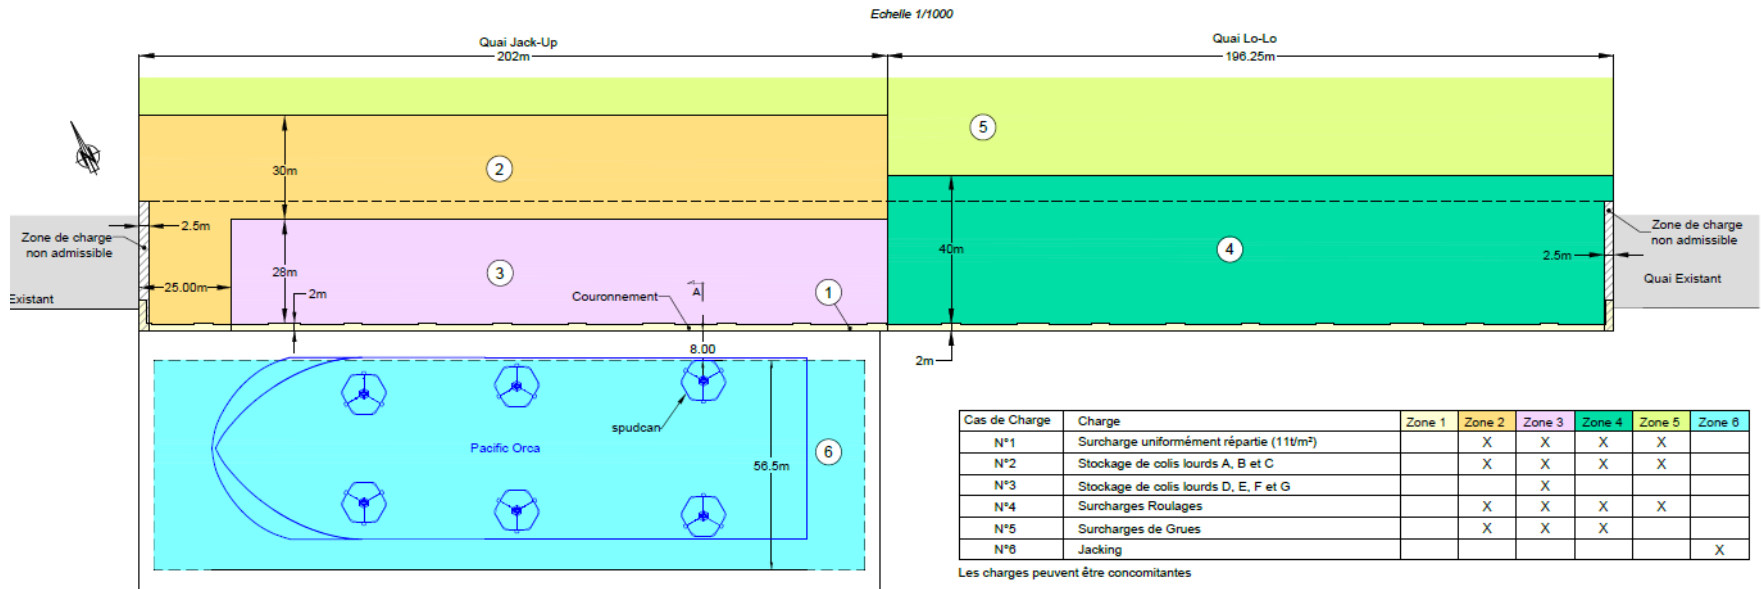 Echelle 1/1000
Quai Jack-Up
202m
Quai Lo-Lo
196.25m
5
2
30m
2.5m
Zone de charge
non admissible
Existant
25.00m
28m
3
2m
Couronnement
A
1
40m
4
2.5m
Zone de charge
non admissible
Quai Existant
8.00
2m
spudcan
Pacific Orca
56.5m
6
Cas de Charge Charge Zone 1 Zone 2 Zone 3 Zone 4 Zone 5 Zone 6
N°1 Surcharge uniformément répartie (11t/m²) X X X X
N°2 Stockage de colis lourds A, B et C X X X X
N°3 Stockage de colis lourds D, E, F et G X
N°4 Surcharges Roulages X X X X
N°5 Surcharges de Grues X X X
N°6 Jacking X
Les charges peuvent être concomitantes